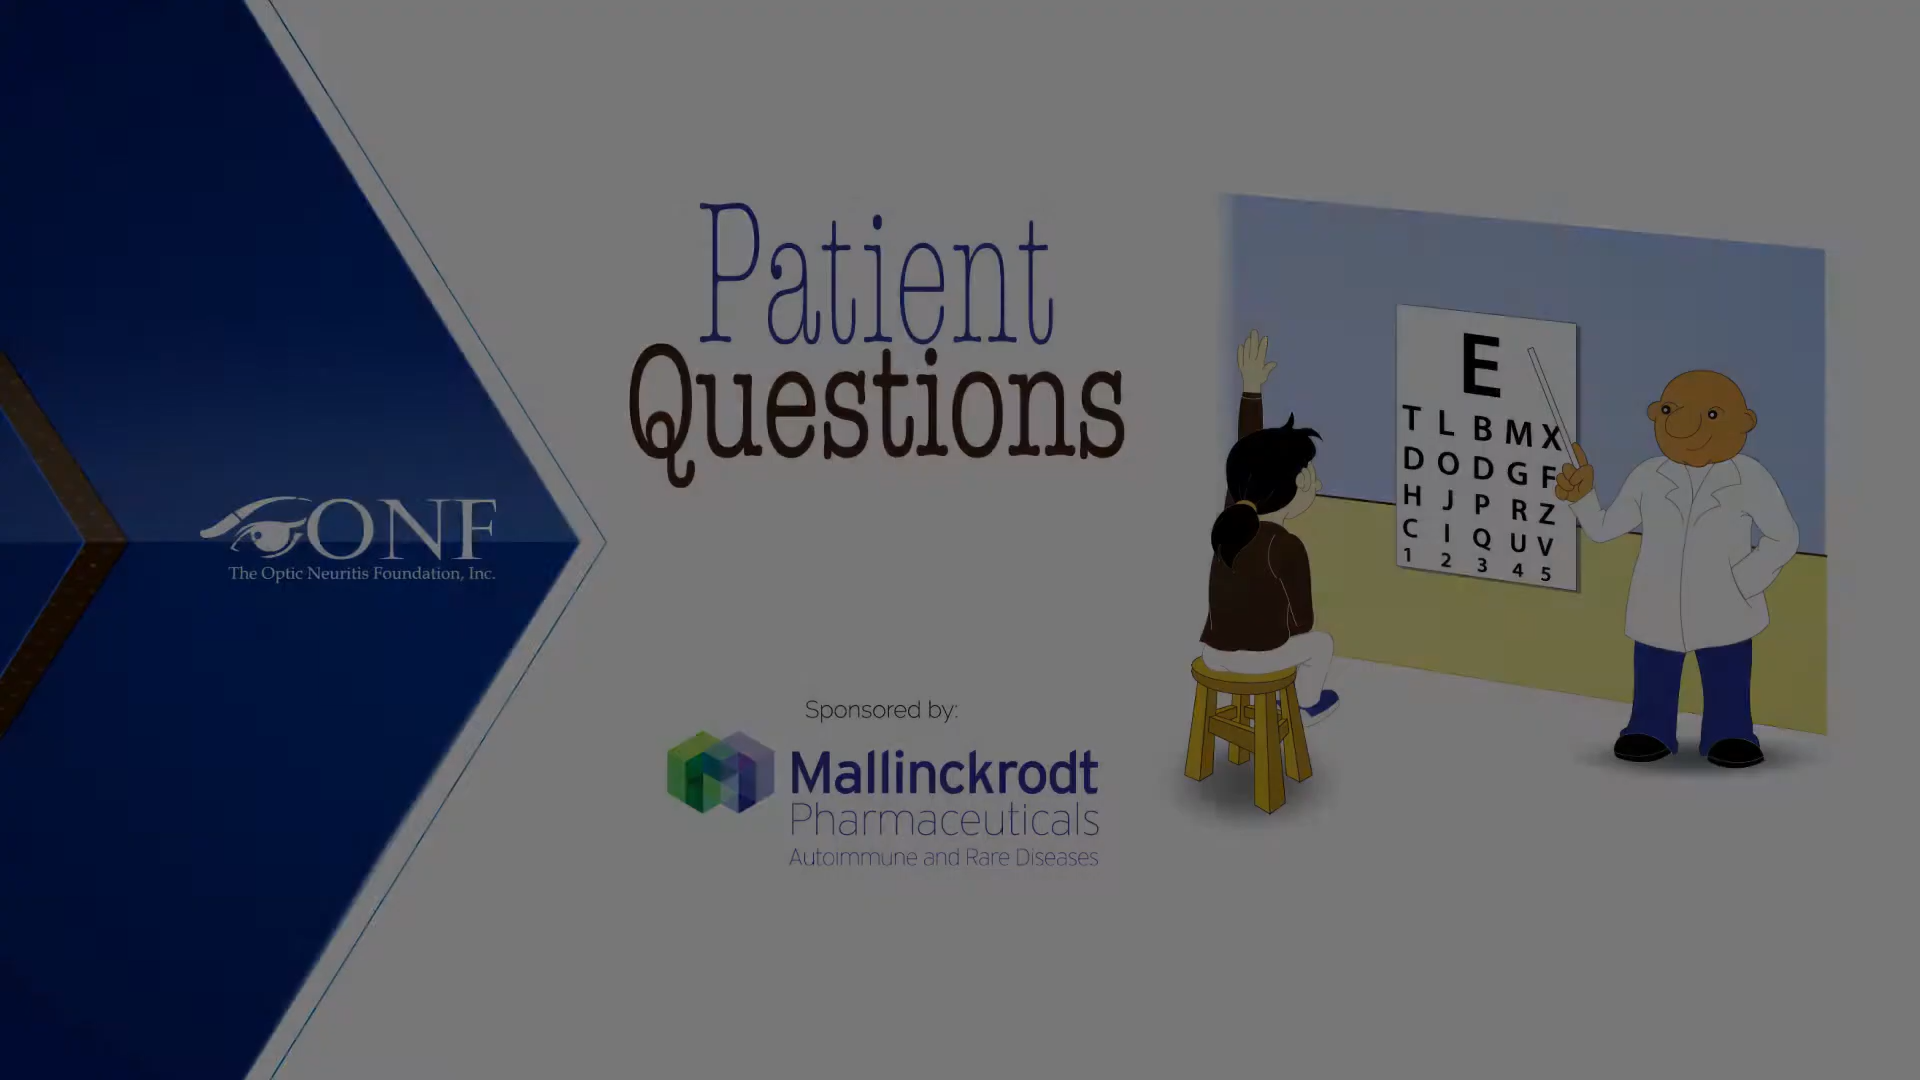 ONF
The Optic Neuritis Foundation, Inc.
Patient
Questions
Sponsored by:
Mallinckrodt
Pharmaceuticals
Autoimmune and Rare Diseases
E
T L B M X
D O D G F
H J P R Z
C I Q U V
1 2 3 4 5